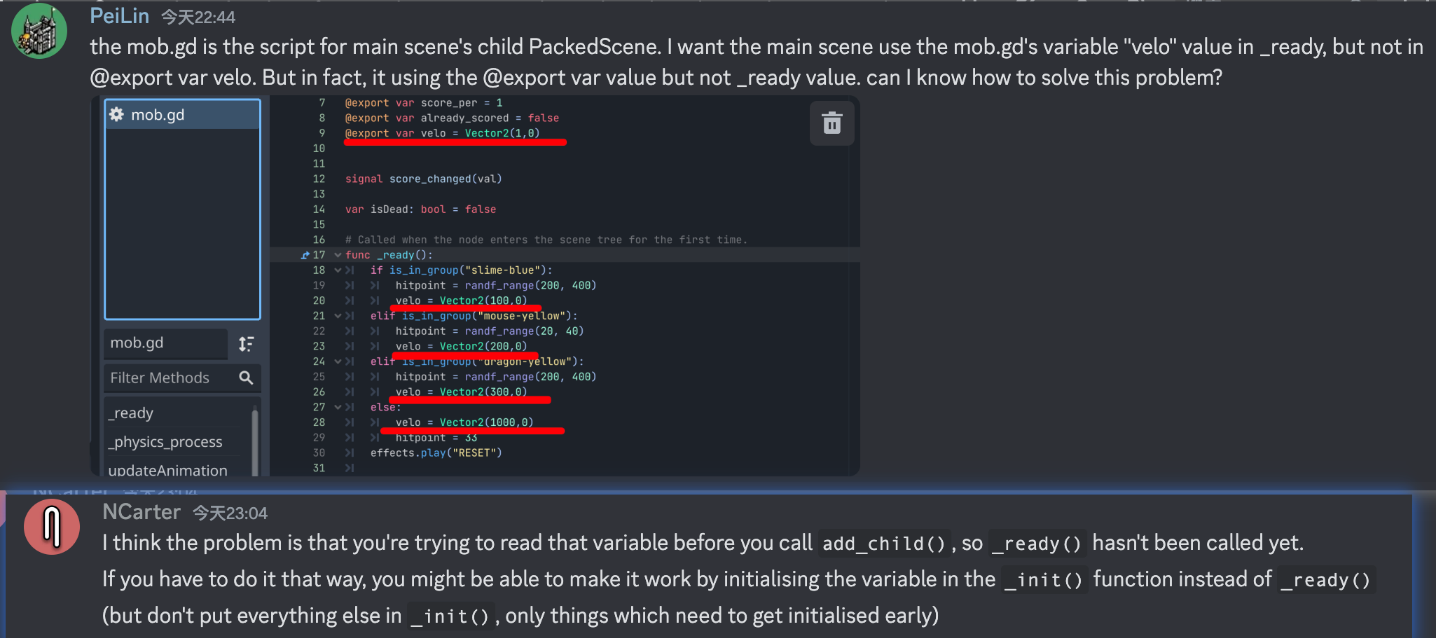 PeiLin 今天22:44
the mob.gd is the script for main scene's child PackedScene. I want the main scene use the mob.gd's variable "velo" value in _ready, but not in
@export var velo. But in fact, it using the @export var value but not _ready value. can I know how to solve this problem?
mob.gd
mob.gd
Filter Methods
_ready
_physics_process
updateAnimation
7 @export var score_per = 1
8 @export var already_scored = false
9 @export var velo = Vector2(1,0)
10
11
12 signal score_changed(val)
13
14 var isDead: bool = false
15
16 # Called when the node enters the scene tree for the first time.
17 func _ready():
18 if is_in_group("slime-blue"):
19 hitpoint = randf_range(200, 400)
20 velo = Vector2(100,0)
21 elif is_in_group("mouse-yellow"):
22 hitpoint = randf_range(20, 40)
23 velo = Vector2(200,0)
24 elif is_in_group("dragon-yellow"):
25 hitpoint = randf_range(200, 400)
26 velo = Vector2(300,0)
27 else:
28 velo = Vector2(1000,0)
29 hitpoint = 33
30 effects.play("RESET")
31
NCarter 今天23:04
I think the problem is that you're trying to read that variable before you call add_child(), so _ready() hasn't been called yet.
If you have to do it that way, you might be able to make it work by initialising the variable in the _init() function instead of _ready()
(but don't put everything else in _init(), only things which need to get initialised early)